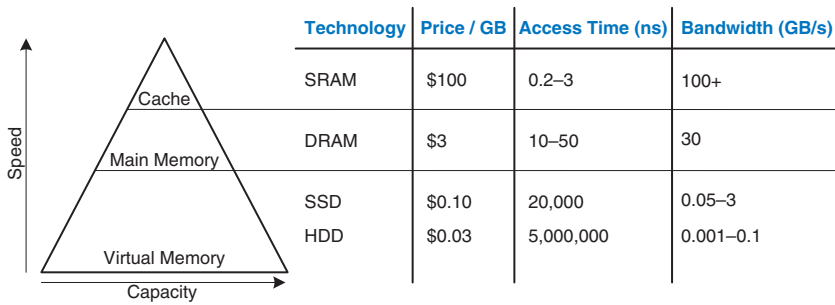 Technology Price / GB Access Time (ns) Bandwidth (GB/s)
SRAM $100 0.2–3 100+
Cache
DRAM $3 10–50 30
Main Memory
Speed
SSD $0.10 20,000 0.05–3
HDD $0.03 5,000,000 0.001–0.1
Virtual Memory
Capacity